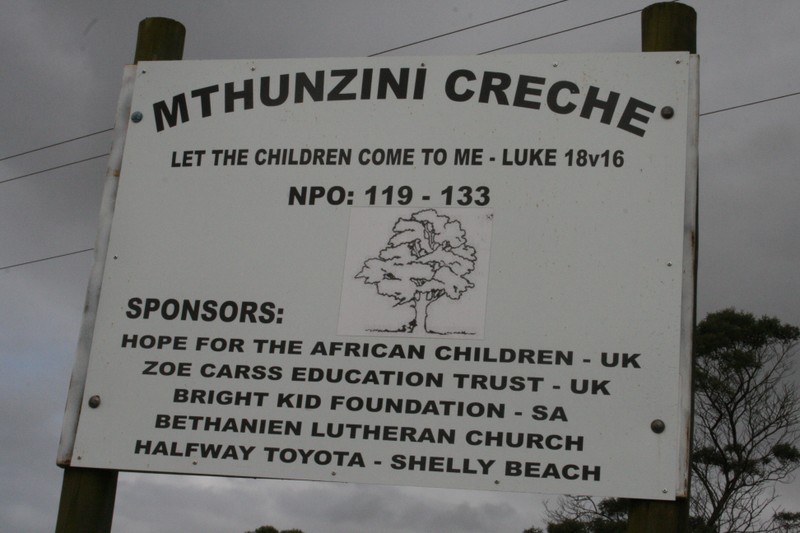 MTHUNZINI CRECHE
LET THE CHILDREN COME TO ME - LUKE 18v16
NPO: 119 - 133
SPONSORS:
HOPE FOR THE AFRICAN CHILDREN - UK
ZOE CARSS EDUCATION TRUST - UK
BRIGHT KID FOUNDATION - SA
BETHANIEN LUTHERAN CHURCH
HALFWAY TOYOTA - SHELLY BEACH